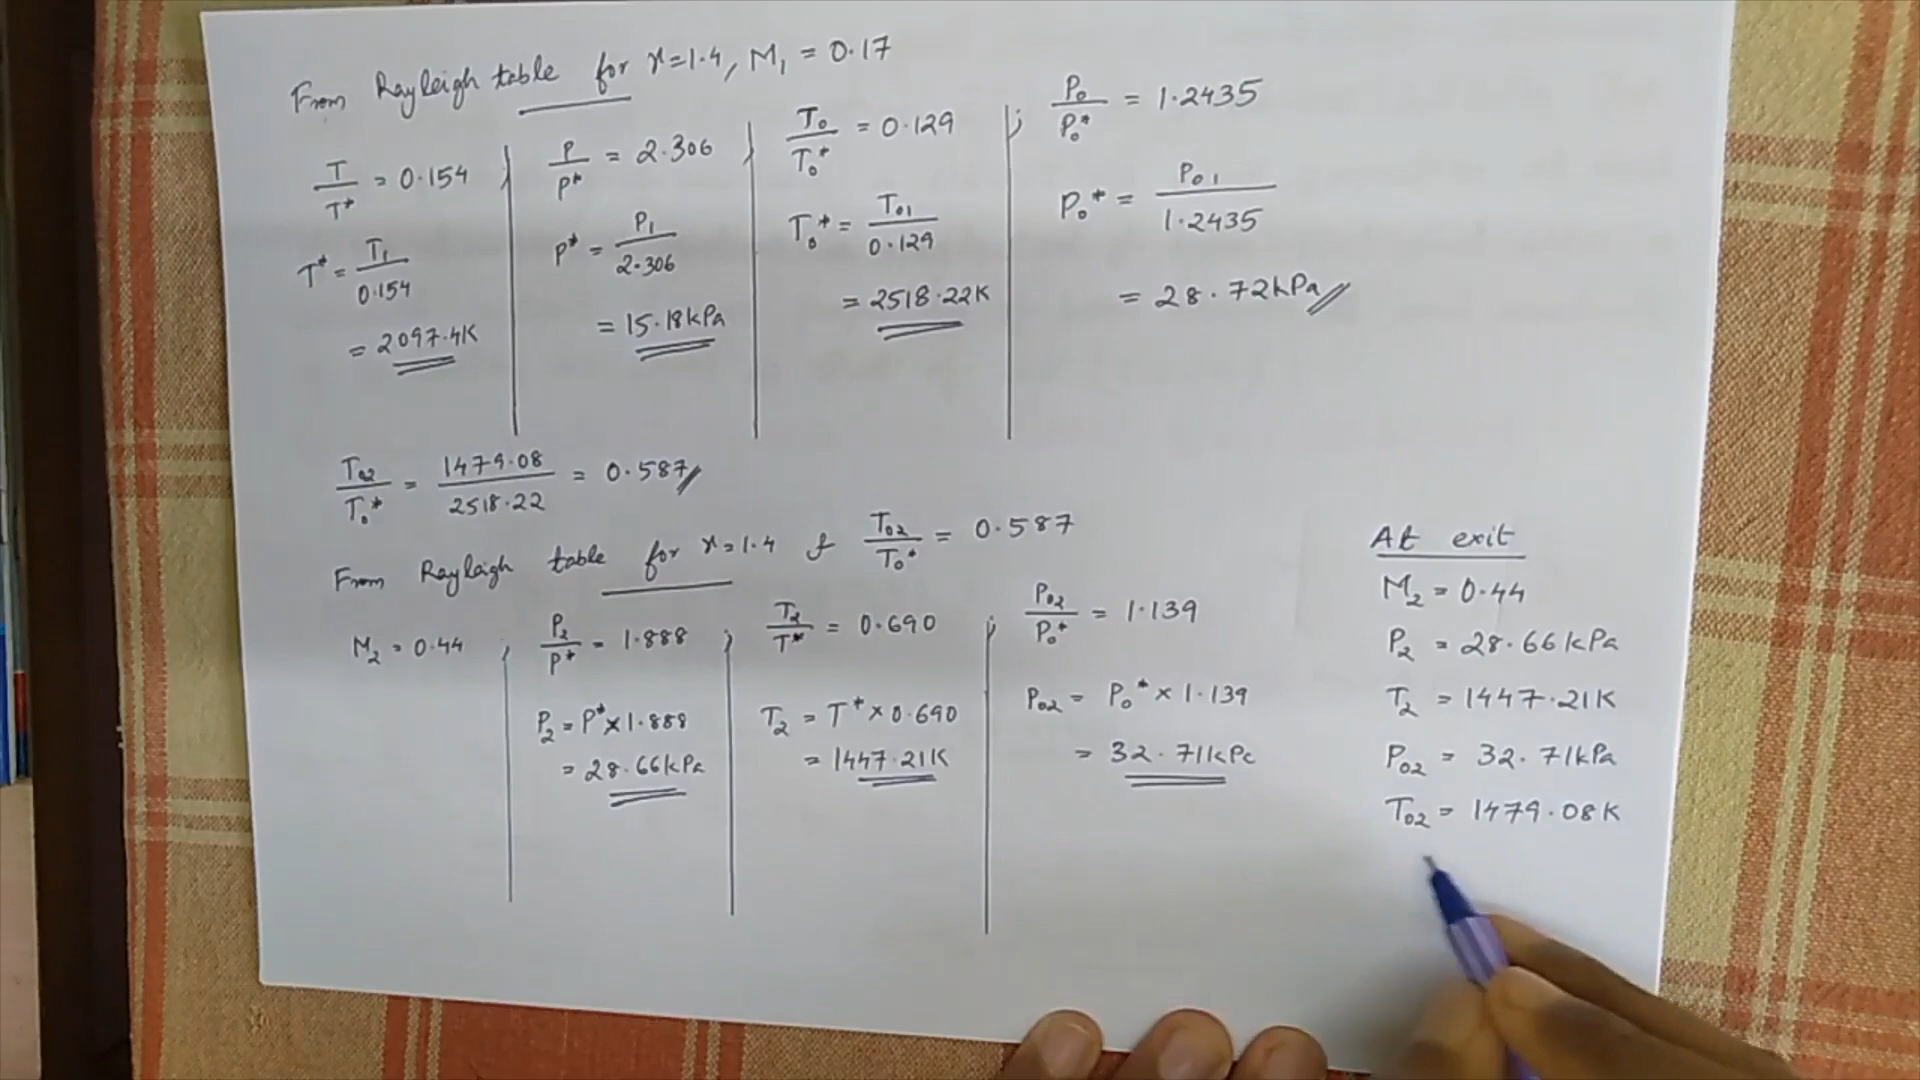 From Rayleigh table for γ=1.4, M₁ = 0.17
T/T* = 0.154 ; P/P* = 2.306 ; T₀/T₀* = 0.129 ; P₀/P₀* = 1.2435
T* = T₁/0.154
= 2097.4K
P* = P₁/2.306
= 15.18kPa
T₀* = T₀₁/0.129
= 2518.22K
P₀* = P₀₁/1.2435
= 28.72kPa
T₀₂/T₀* = 1479.08/2518.22 = 0.587
From Rayleigh table for γ=1.4 & T₀₂/T₀* = 0.587
M₂ = 0.44 ; P₂/P* = 1.888 ; T₂/T* = 0.690 ; P₀₂/P₀* = 1.139
P₂ = P* × 1.888
= 28.66kPa
T₂ = T* × 0.690
= 1447.21K
P₀₂ = P₀* × 1.139
= 32.71kPa
At exit
M₂ = 0.44
P₂ = 28.66kPa
T₂ = 1447.21K
P₀₂ = 32.71kPa
T₀₂ = 1479.08K